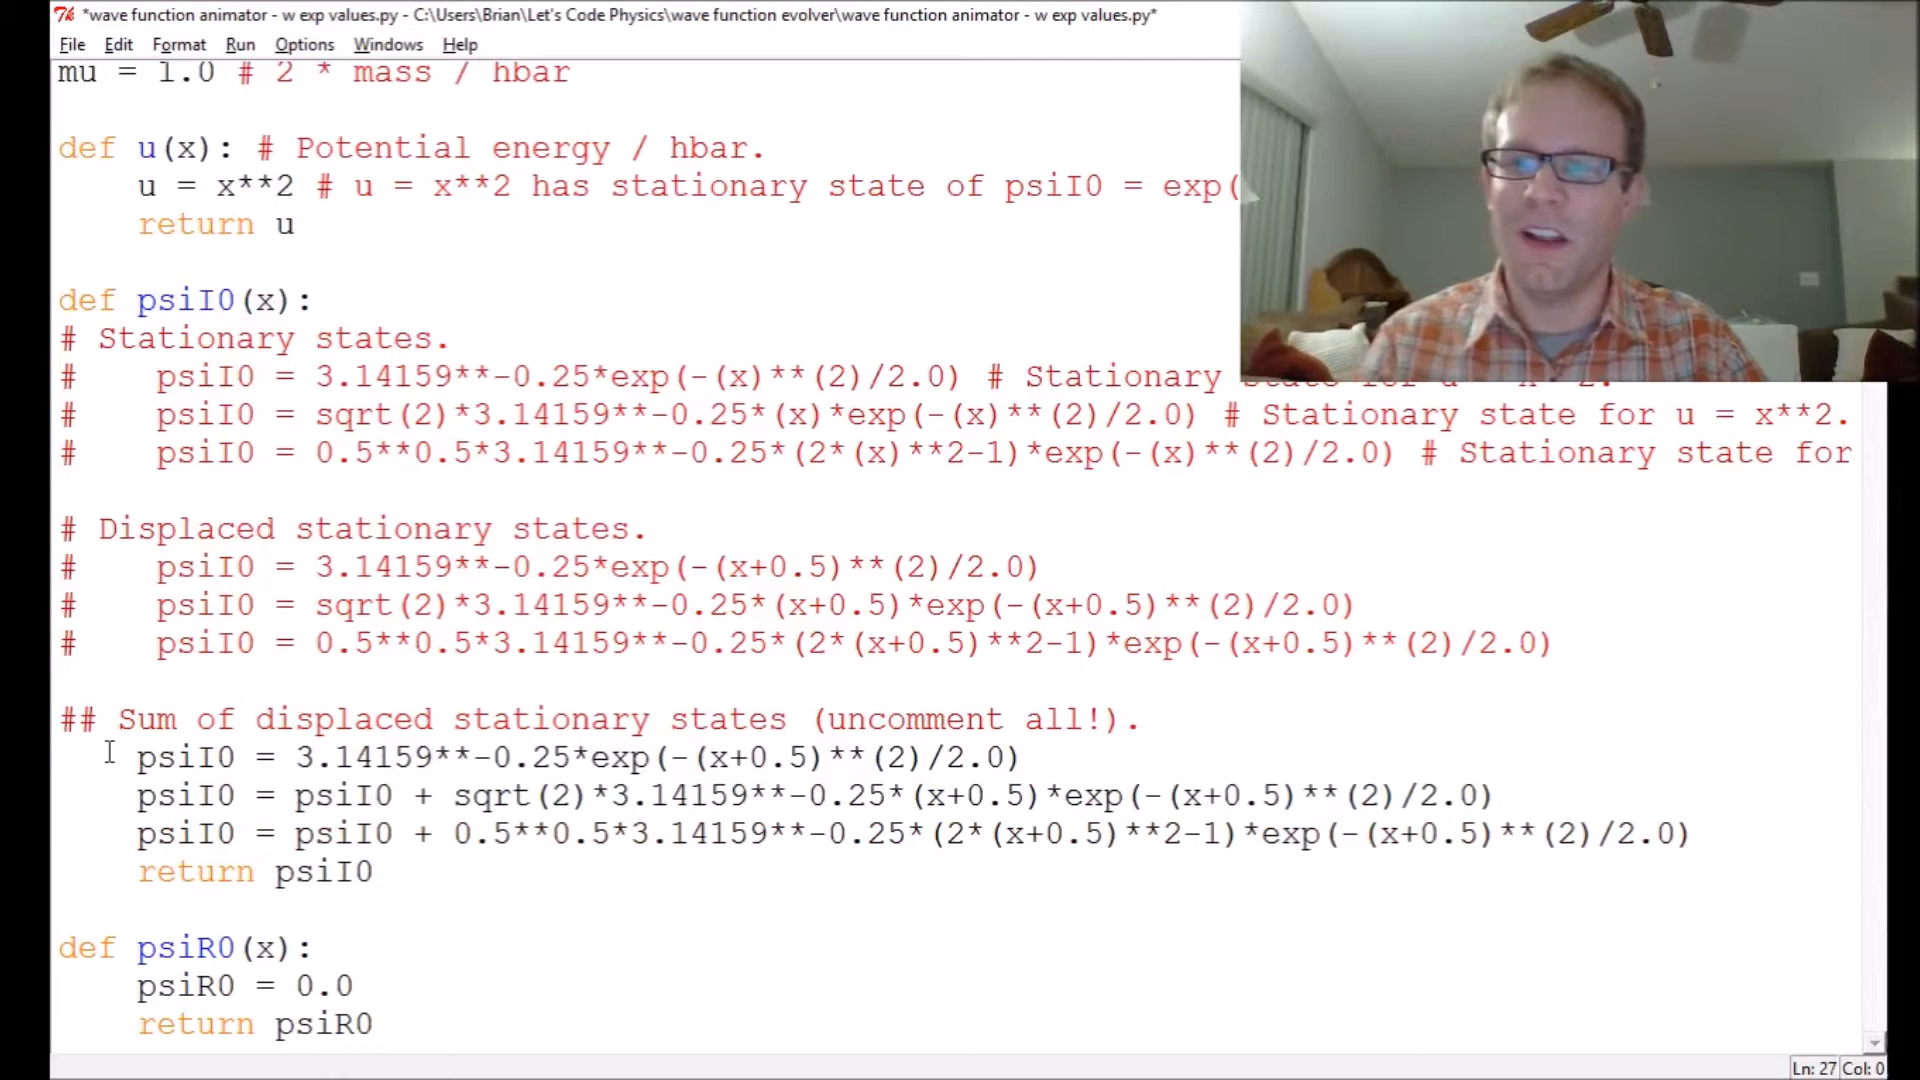 *wave function animator - w exp values.py - C:\Users\Brian\Let's Code Physics\wave function evolver\wave function animator - w exp values.py*
File Edit Format Run Options Windows Help
mu = 1.0 # 2 * mass / hbar
def u(x): # Potential energy / hbar.
u = x**2 # u = x**2 has stationary state of psiI0 = exp(
return u
def psiI0(x):
# Stationary states.
# psiI0 = 3.14159**-0.25*exp(-(x)**(2)/2.0) # Stationary
# psiI0 = sqrt(2)*3.14159**-0.25*(x)*exp(-(x)**(2)/2.0) # Stationary state for u = x**2.
# psiI0 = 0.5**0.5*3.14159**-0.25*(2*(x)**2-1)*exp(-(x)**(2)/2.0) # Stationary state for
# Displaced stationary states.
# psiI0 = 3.14159**-0.25*exp(-(x+0.5)**(2)/2.0)
# psiI0 = sqrt(2)*3.14159**-0.25*(x+0.5)*exp(-(x+0.5)**(2)/2.0)
# psiI0 = 0.5**0.5*3.14159**-0.25*(2*(x+0.5)**2-1)*exp(-(x+0.5)**(2)/2.0)
## Sum of displaced stationary states (uncomment all!).
psiI0 = 3.14159**-0.25*exp(-(x+0.5)**(2)/2.0)
psiI0 = psiI0 + sqrt(2)*3.14159**-0.25*(x+0.5)*exp(-(x+0.5)**(2)/2.0)
psiI0 = psiI0 + 0.5**0.5*3.14159**-0.25*(2*(x+0.5)**2-1)*exp(-(x+0.5)**(2)/2.0)
return psiI0
def psiR0(x):
psiR0 = 0.0
return psiR0
Ln: 27 Col: 0